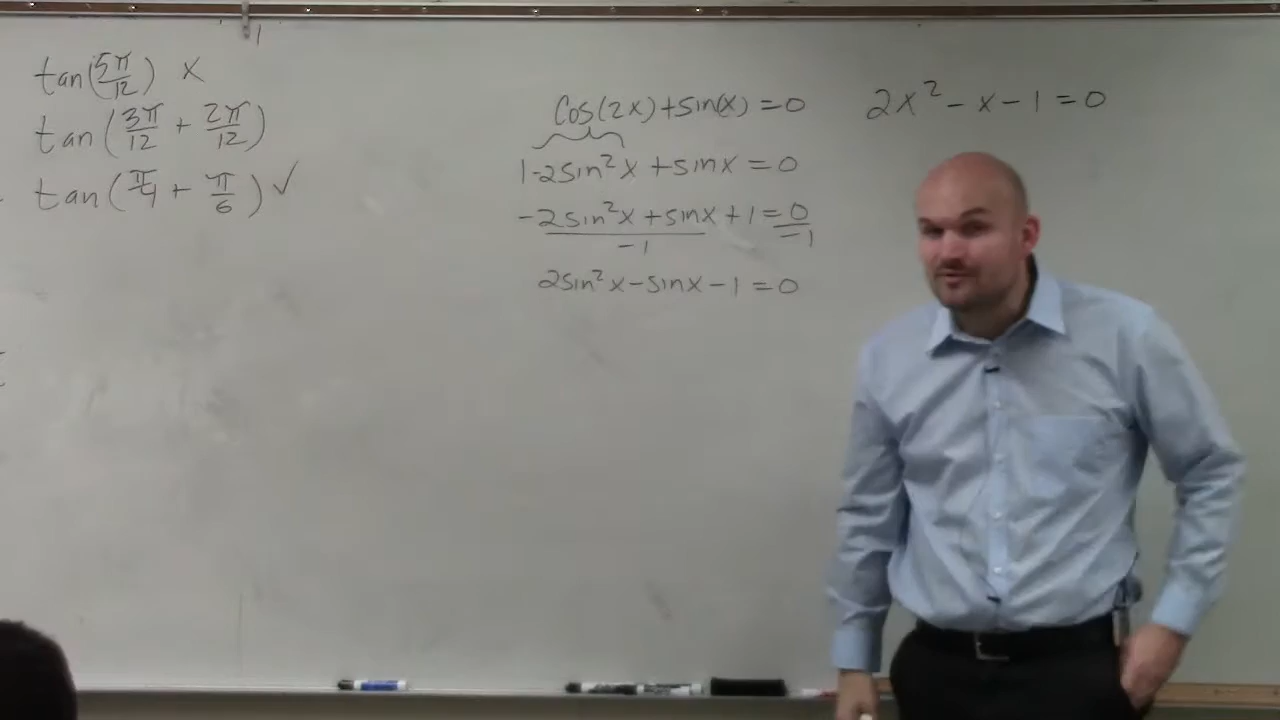 tan(5π/12) x
tan(3π/12 + 2π/12)
tan(π/4 + π/6) ✓
Cos(2x)+sin(x)=0
1-2sin²x+sinx=0
-2sin²x+sinx+1=0
-1 -1
2sin²x-sinx-1=0
2x²-x-1=0